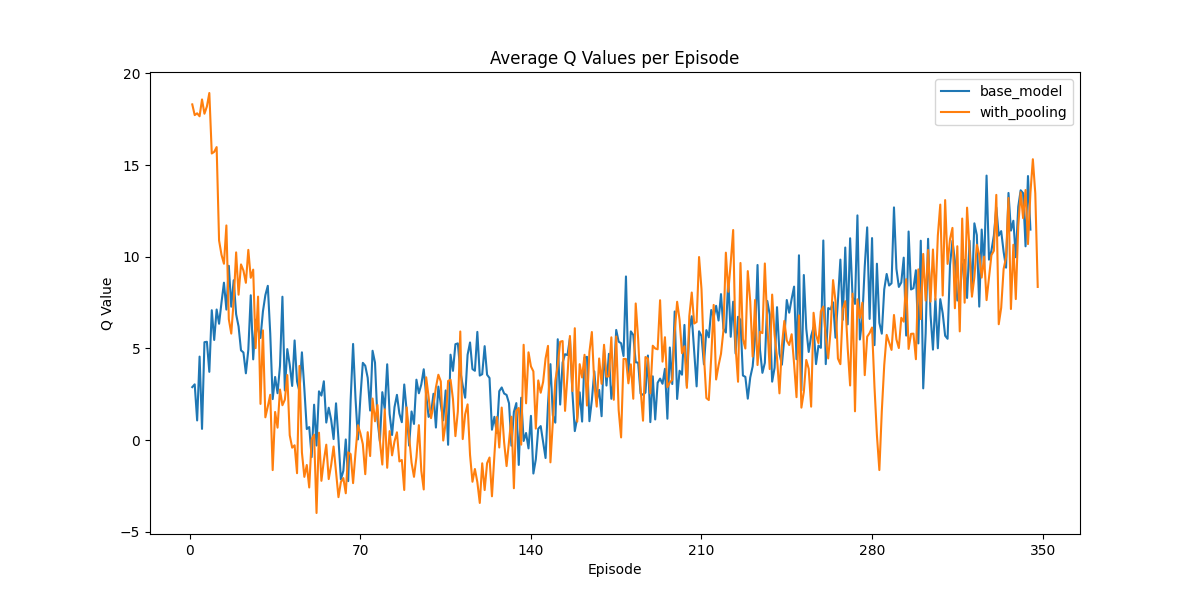 Average Q Values per Episode
base_model
with_pooling
Q Value
20
15
10
5
0
−5
0 70 140 210 280 350
Episode